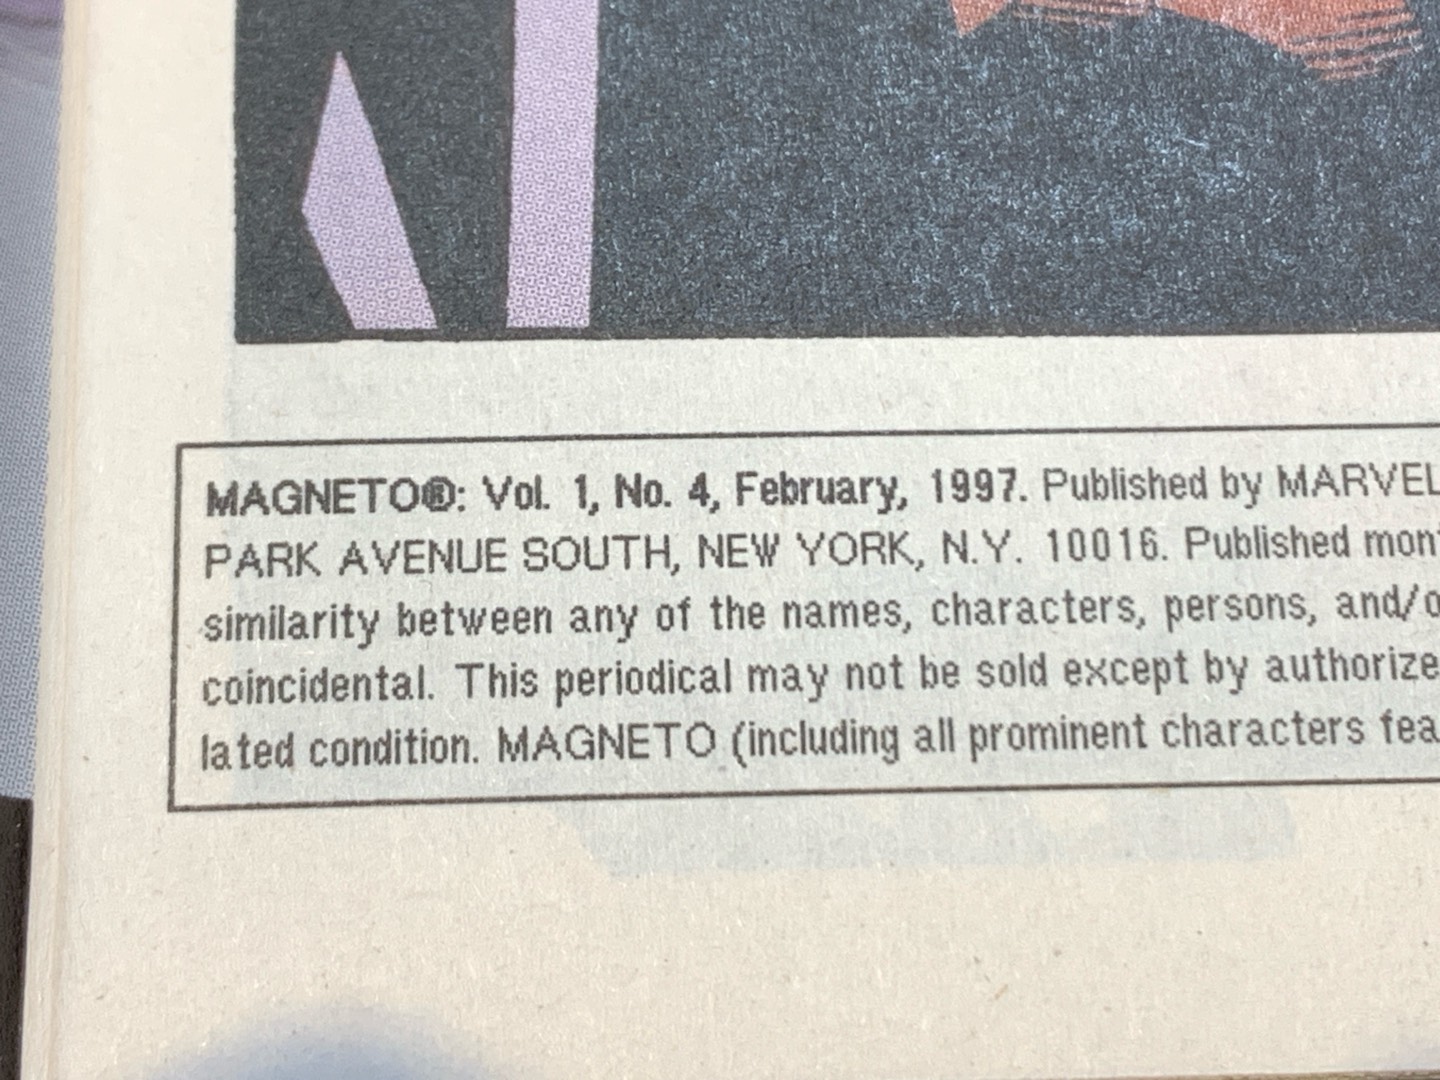 MAGNETO®: Vol. 1, No. 4, February, 1997. Published by MARVEL
PARK AVENUE SOUTH, NEW YORK, N.Y. 10016. Published
similarity between any of the names, characters, persons, and/o
coincidental. This periodical may not be sold except by authorize
lated condition. MAGNETO (including all prominent characters fea